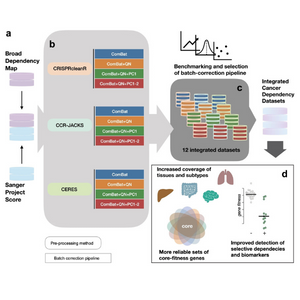 a
Broad
Dependency
Map
Sanger
Project
Score
b
CRISPRcleanR
ComBat
ComBat+QN
ComBat+QN+PC1
ComBat+QN+PC1-2
CCR-JACKS
ComBat
ComBat+QN
ComBat+QN+PC1
ComBat+QN+PC1-2
CERES
ComBat
ComBat+QN
ComBat+QN+PC1
ComBat+QN+PC1-2
Pre-processing method
Batch correction pipeline
Benchmarking and selection
of batch-correction pipeline
c
12 integrated datasets
Integrated
Cancer
Dependency
Datasets
d
Increased coverage of
tissues and subtypes
core
More reliable sets of
core-fitness genes
gene fitness
Improved detection of
selective dependecies
and biomarkers